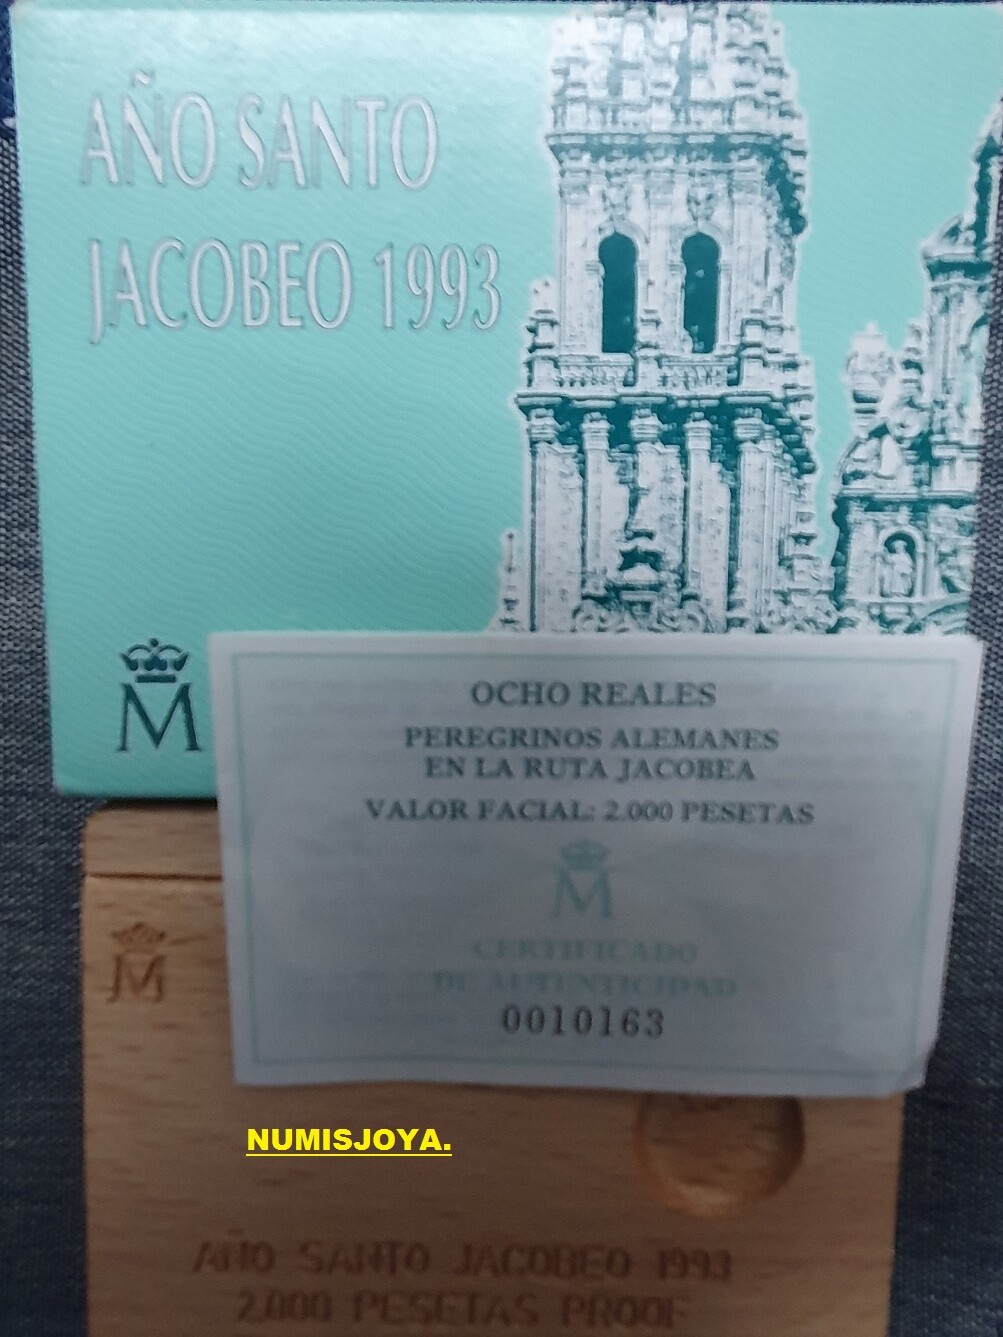 AÑO SANTO
JACOBEO 1993
M
OCHO REALES
PEREGRINOS ALEMANES
EN LA RUTA JACOBEA
VALOR FACIAL: 2.000 PESETAS
M
CERTIFICADO
DE AUTENTICIDAD
0010163
M
NUMISJOYA.
AÑO SANTO JACOBEO 1993
2.000 PESETAS PROOF